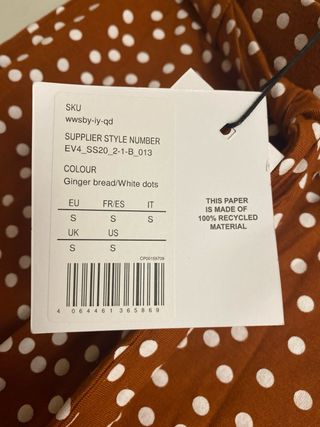 SKU
wwsby-iy-qd
SUPPLIER STYLE NUMBER
EV4_SS20_2-1-B_013
COLOUR
Ginger bread/White dots
EU FR/ES IT
S S S
UK US
S S
CP00159709
4 064461 365869
THIS PAPER
IS MADE OF
100% RECYCLED
MATERIAL